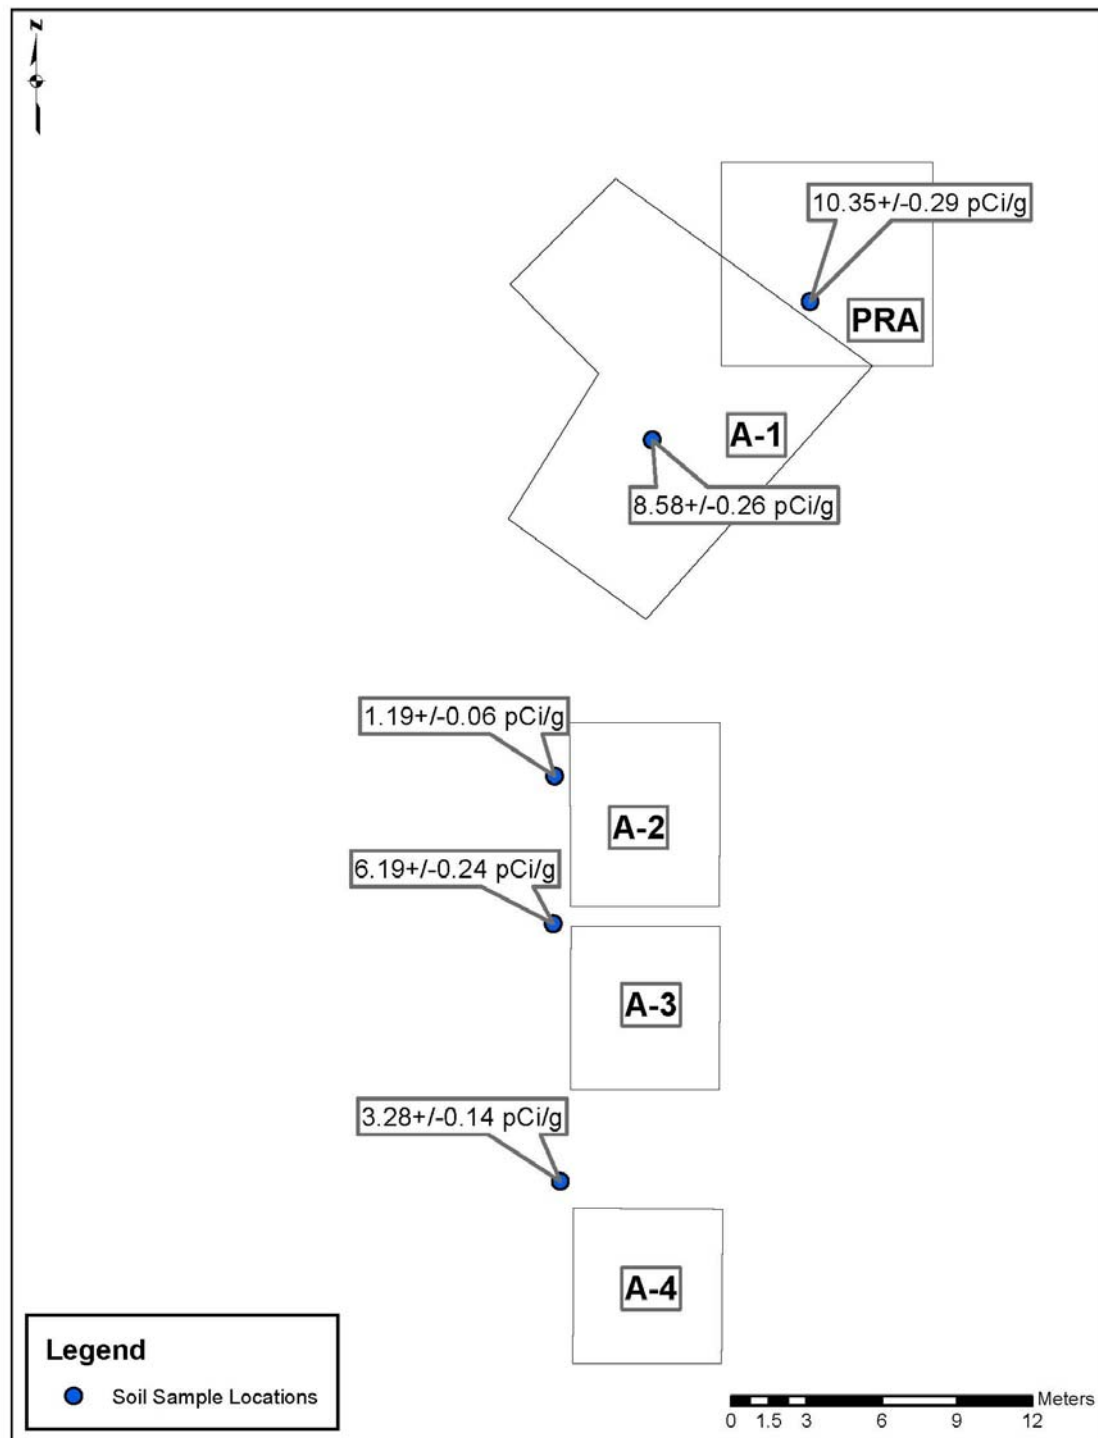 N
10.35+/-0.29 pCi/g
PRA
A-1
8.58+/-0.26 pCi/g
1.19+/-0.06 pCi/g
A-2
6.19+/-0.24 pCi/g
A-3
3.28+/-0.14 pCi/g
A-4
Legend
Soil Sample Locations
Meters
0 1.5 3 6 9 12